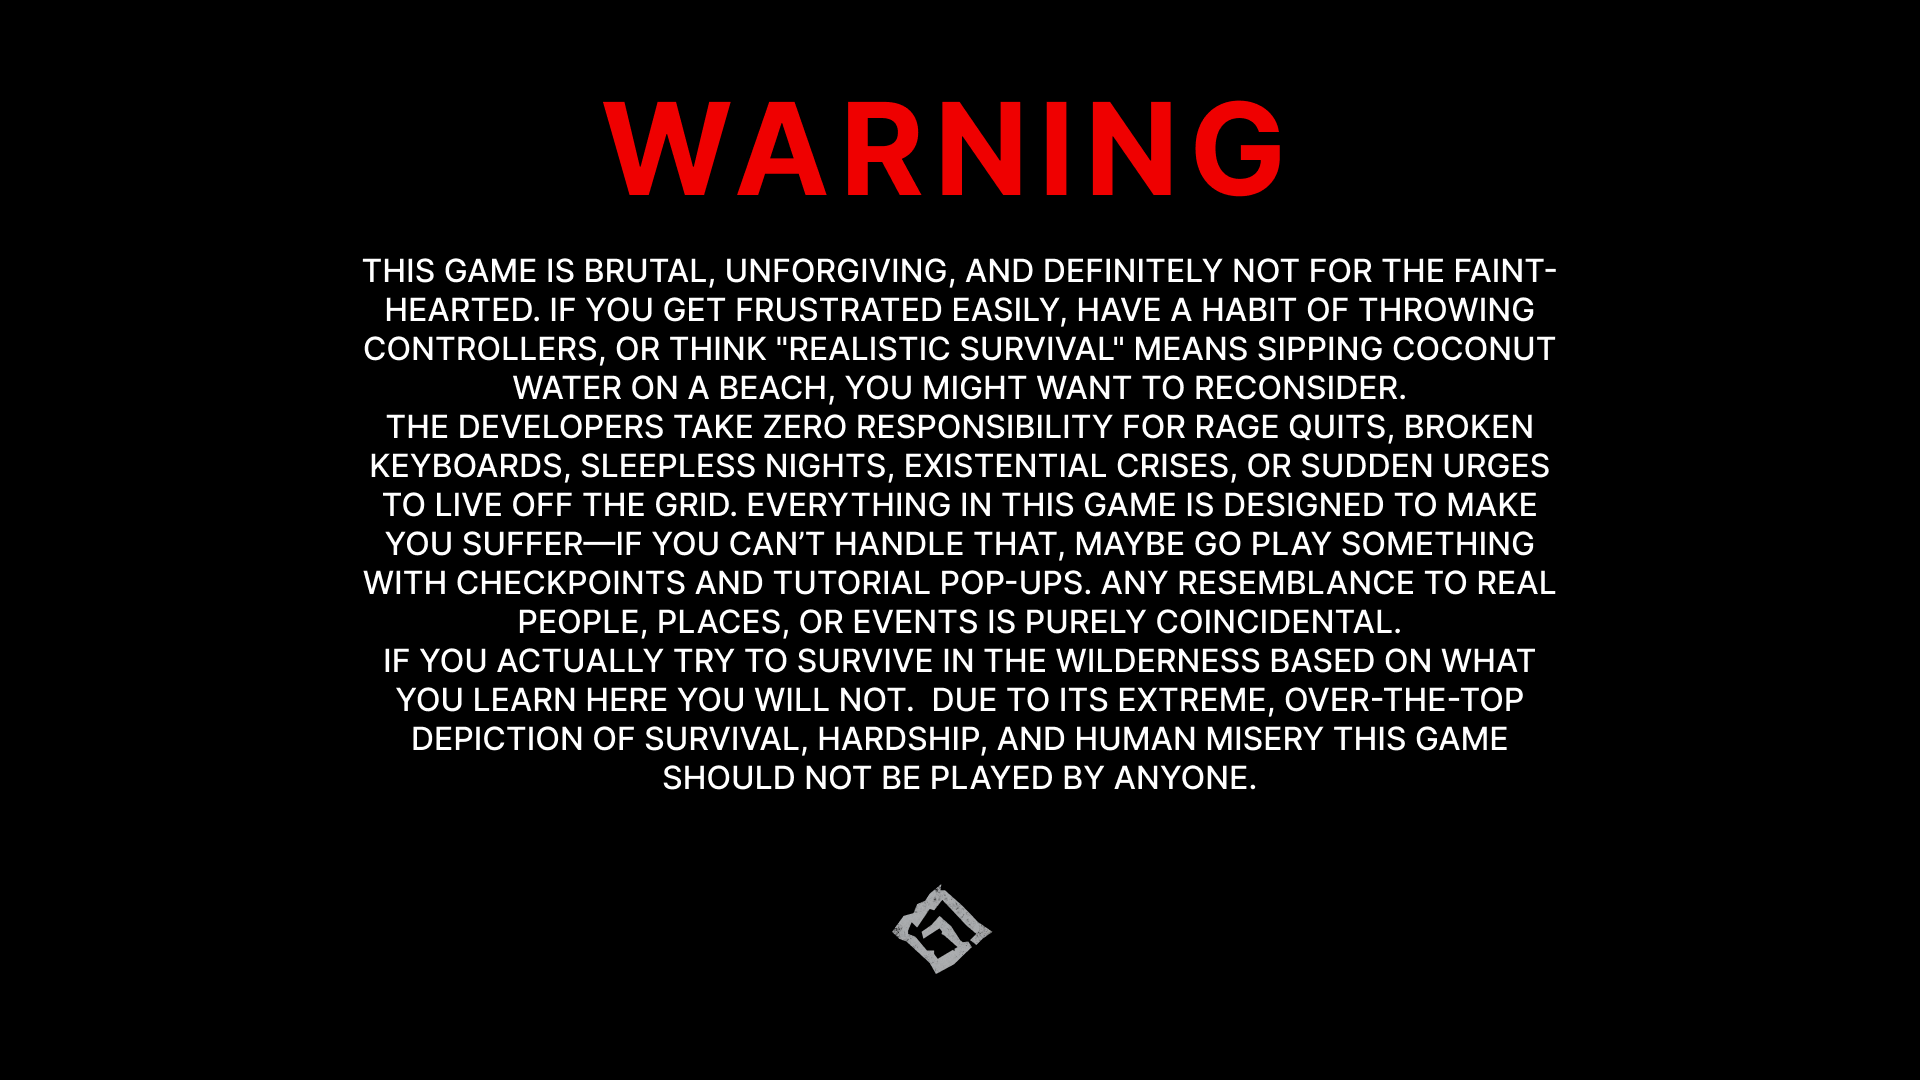 WARNING
THIS GAME IS BRUTAL, UNFORGIVING, AND DEFINITELY NOT FOR THE FAINT-
HEARTED. IF YOU GET FRUSTRATED EASILY, HAVE A HABIT OF THROWING
CONTROLLERS, OR THINK "REALISTIC SURVIVAL" MEANS SIPPING COCONUT
WATER ON A BEACH, YOU MIGHT WANT TO RECONSIDER.
THE DEVELOPERS TAKE ZERO RESPONSIBILITY FOR RAGE QUITS, BROKEN
KEYBOARDS, SLEEPLESS NIGHTS, EXISTENTIAL CRISES, OR SUDDEN URGES
TO LIVE OFF THE GRID. EVERYTHING IN THIS GAME IS DESIGNED TO MAKE
YOU SUFFER—IF YOU CAN’T HANDLE THAT, MAYBE GO PLAY SOMETHING
WITH CHECKPOINTS AND TUTORIAL POP-UPS. ANY RESEMBLANCE TO REAL
PEOPLE, PLACES, OR EVENTS IS PURELY COINCIDENTAL.
IF YOU ACTUALLY TRY TO SURVIVE IN THE WILDERNESS BASED ON WHAT
YOU LEARN HERE YOU WILL NOT.  DUE TO ITS EXTREME, OVER-THE-TOP
DEPICTION OF SURVIVAL, HARDSHIP, AND HUMAN MISERY THIS GAME
SHOULD NOT BE PLAYED BY ANYONE.